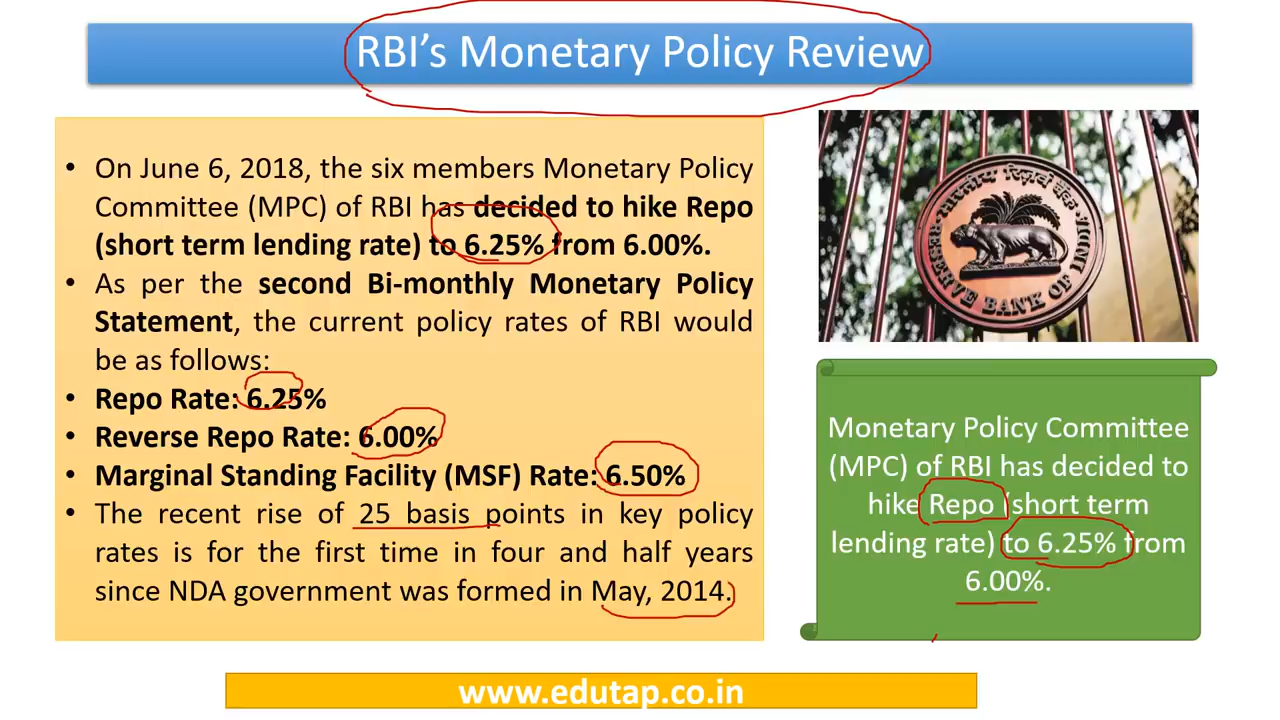 RBI's Monetary Policy Review
• On June 6, 2018, the six members Monetary Policy
Committee (MPC) of RBI has decided to hike Repo
(short term lending rate) to 6.25% from 6.00%.
• As per the second Bi-monthly Monetary Policy
Statement, the current policy rates of RBI would
be as follows:
• Repo Rate: 6.25%
• Reverse Repo Rate: 6.00%
• Marginal Standing Facility (MSF) Rate: 6.50%
• The recent rise of 25 basis points in key policy
rates is for the first time in four and half years
since NDA government was formed in May, 2014.
भारतीय रिज़र्व बैंक
RESERVE BANK OF INDIA
Monetary Policy Committee
(MPC) of RBI has decided to
hike Repo (short term
lending rate) to 6.25% from
6.00%.
www.edutap.co.in